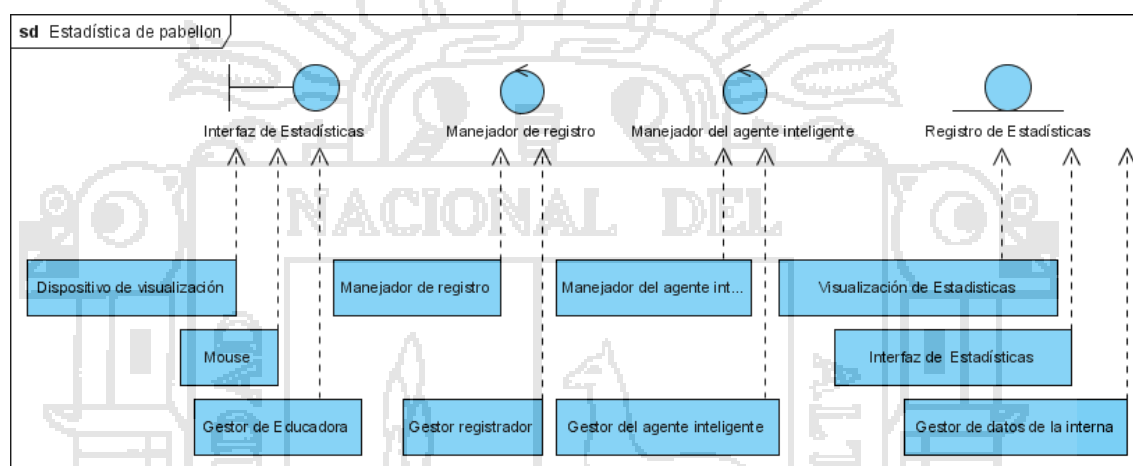 sd Estadística de pabellon
Interfaz de Estadísticas
Manejador de registro
Manejador del agente inteligente
Registro de Estadísticas
NACIONAL DEL
Dispositivo de visualización
Manejador de registro
Manejador del agente int...
Visualización de Estadisticas
Mouse
Interfaz de Estadísticas
Gestor de Educadora
Gestor registrador
Gestor del agente inteligente
Gestor de datos de la interna